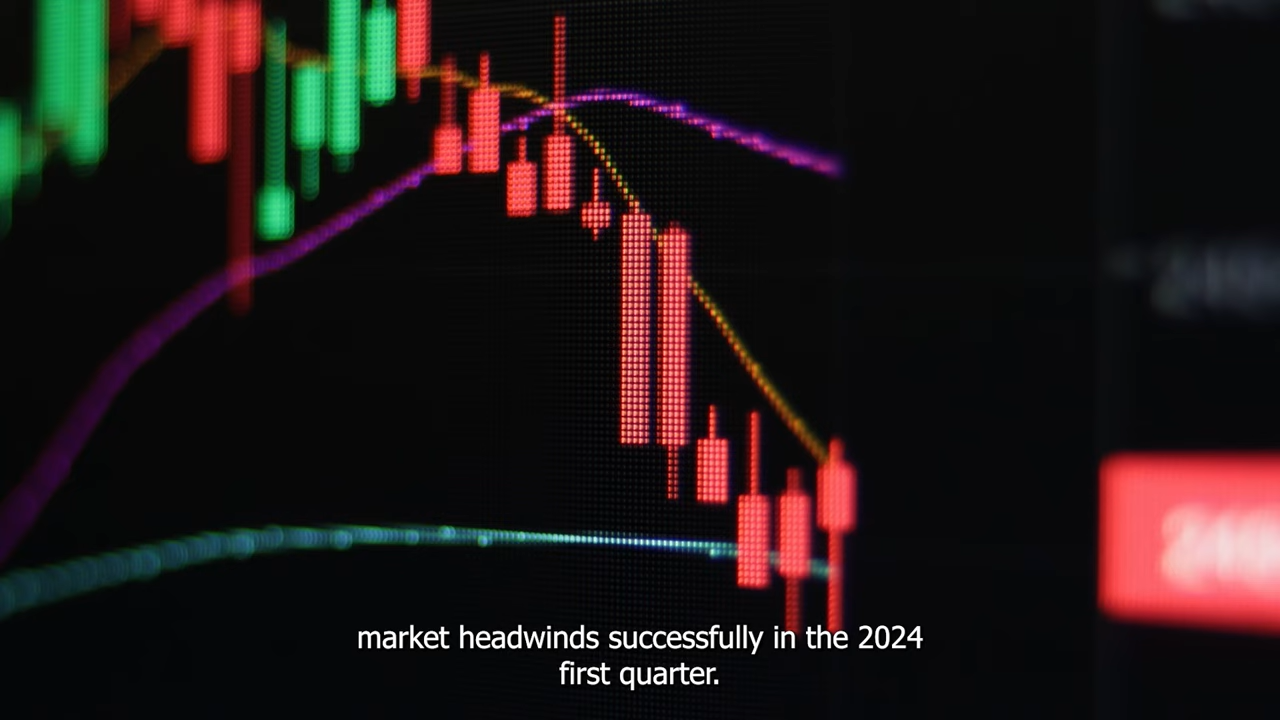 market headwinds successfully in the 2024
first quarter.